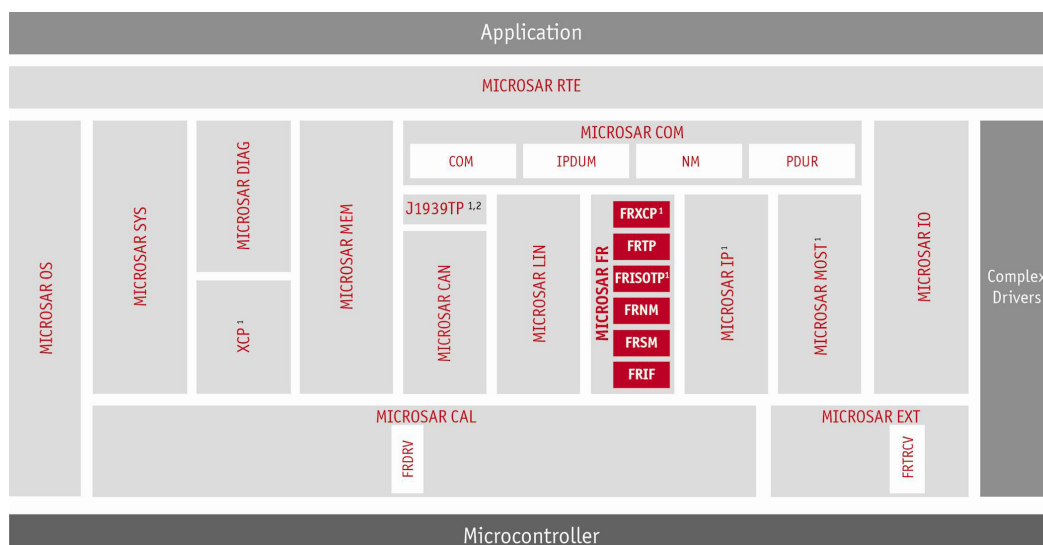 Application
MICROSAR RTE
MICROSAR OS
MICROSAR SYS
MICROSAR DIAG
XCP 1
MICROSAR MEM
MICROSAR COM
COM
IPDUM
NM
PDUR
J1939TP 1,2
MICROSAR CAN
MICROSAR LIN
MICROSAR FR
FRXCP1
FRTP
FRISOTP1
FRNM
FRSM
FRIF
MICROSAR IP1
MICROSAR MOST1
MICROSAR IO
Complex
Drivers
MICROSAR CAL
FRDRV
MICROSAR EXT
FRTRCV
Microcontroller